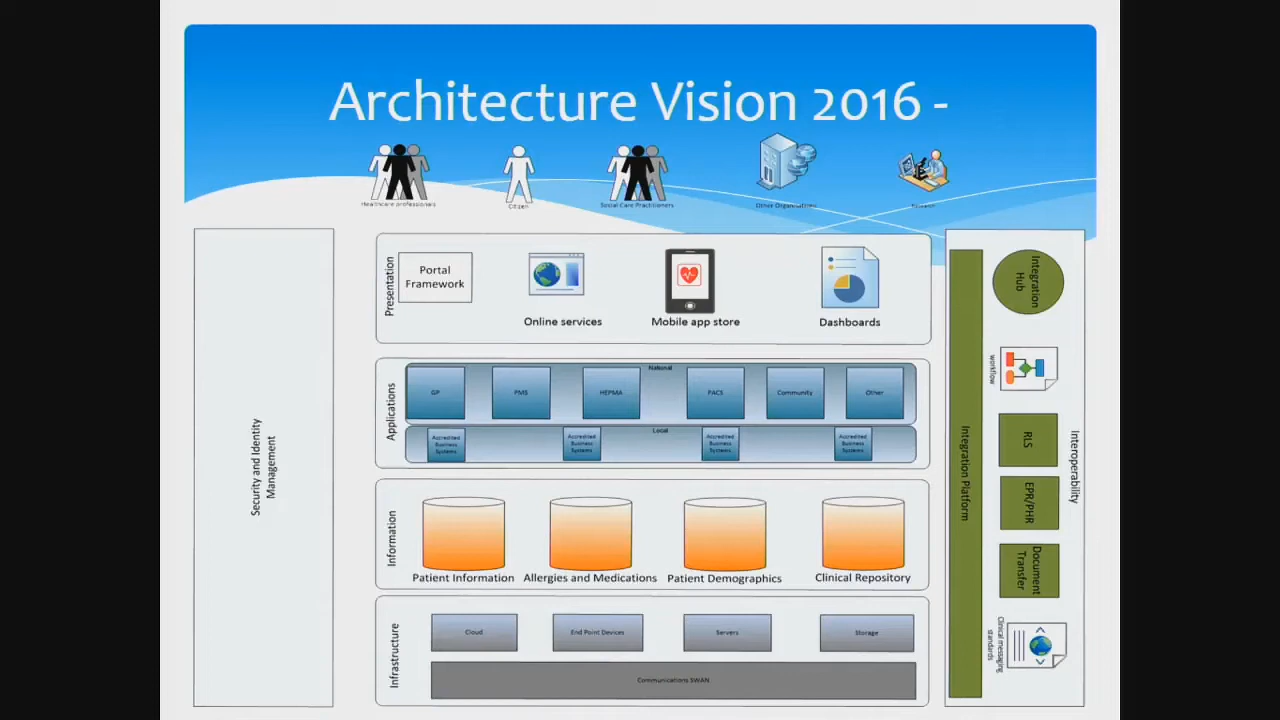 Architecture Vision 2016 -
Healthcare professionals
Citizen
Social Care Practitioners
Other Organisations
Security and Identity
Management
Presentation
Portal
Framework
Online services
Mobile app store
Dashboards
Applications
National
GP
PMS
HEPMA
PACS
Community
Other
Local
Accredited
Business
Systems
Accredited
Business
Systems
Accredited
Business
Systems
Accredited
Business
Systems
Information
Patient Information
Allergies and Medications
Patient Demographics
Clinical Repository
Infrastructure
Cloud
End Point Devices
Servers
Storage
Communications SWAN
Integration Platform
Integration
Hub
workflow
RLS
EPR/PHR
Document
Transfer
Clinical messaging
standards
Interoperability